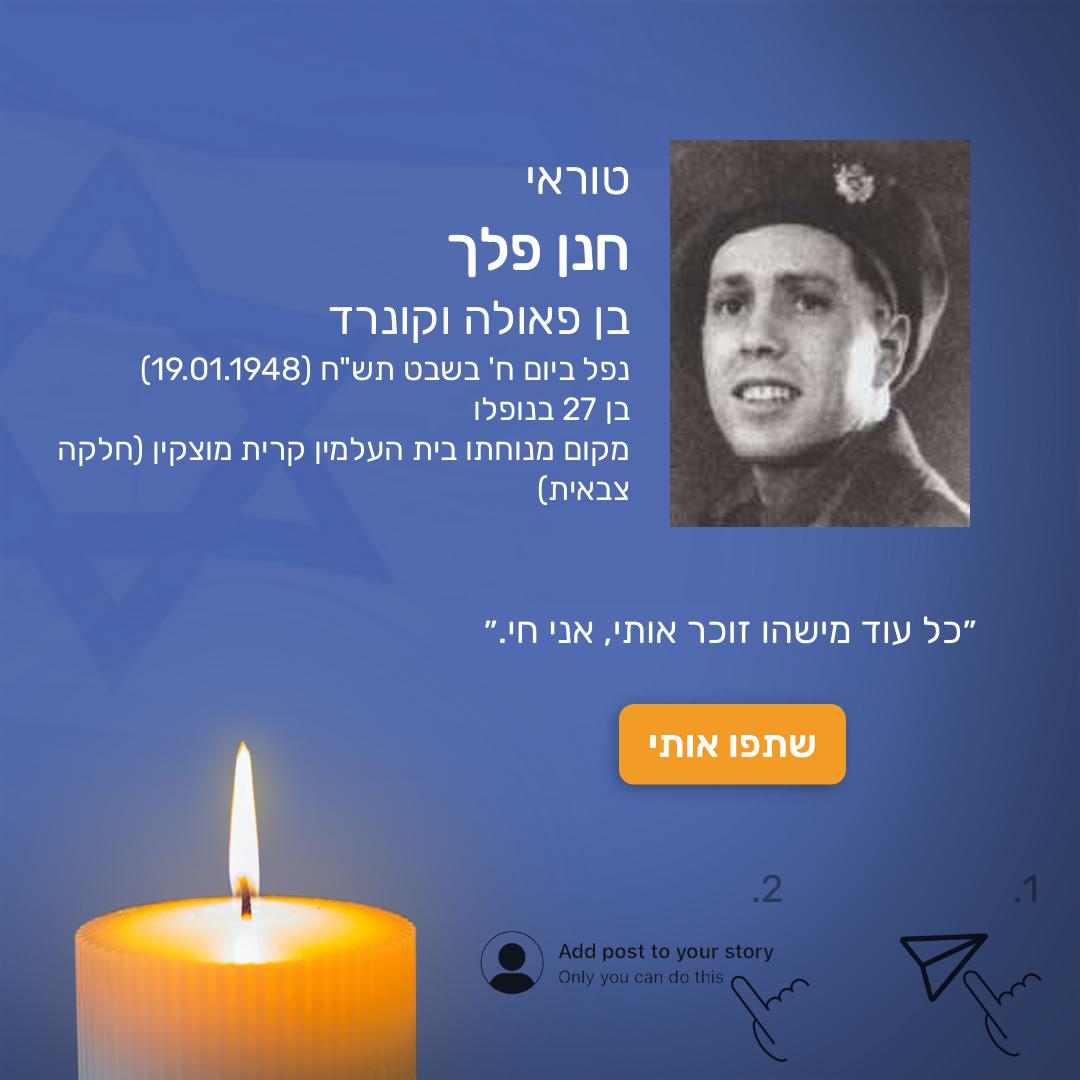 טוראי
חנן פלך
בן פאולה וקונרד
נפל ביום ח' בשבט תש"ח (19.01.1948)
בן 27 בנופלו
מקום מנוחתו בית העלמין קרית מוצקין (חלקה
צבאית)
״כל עוד מישהו זוכר אותי, אני חי.״
שתפו אותי
1.
2.
Add post to your story
Only you can do this